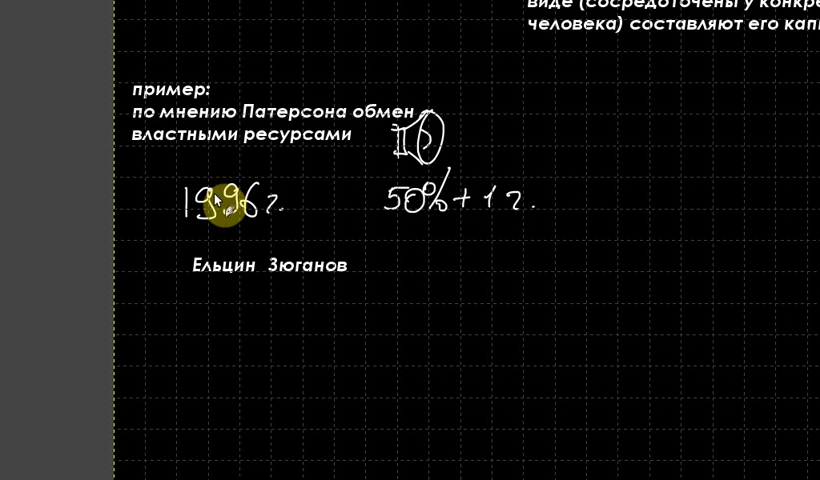 виде (сосредоточены у конкре
человека) составляют его капи
пример:
по мнению Патерсона обмен
властными ресурсами
1996 г. 50% + 1 г.
Ельцин Зюганов